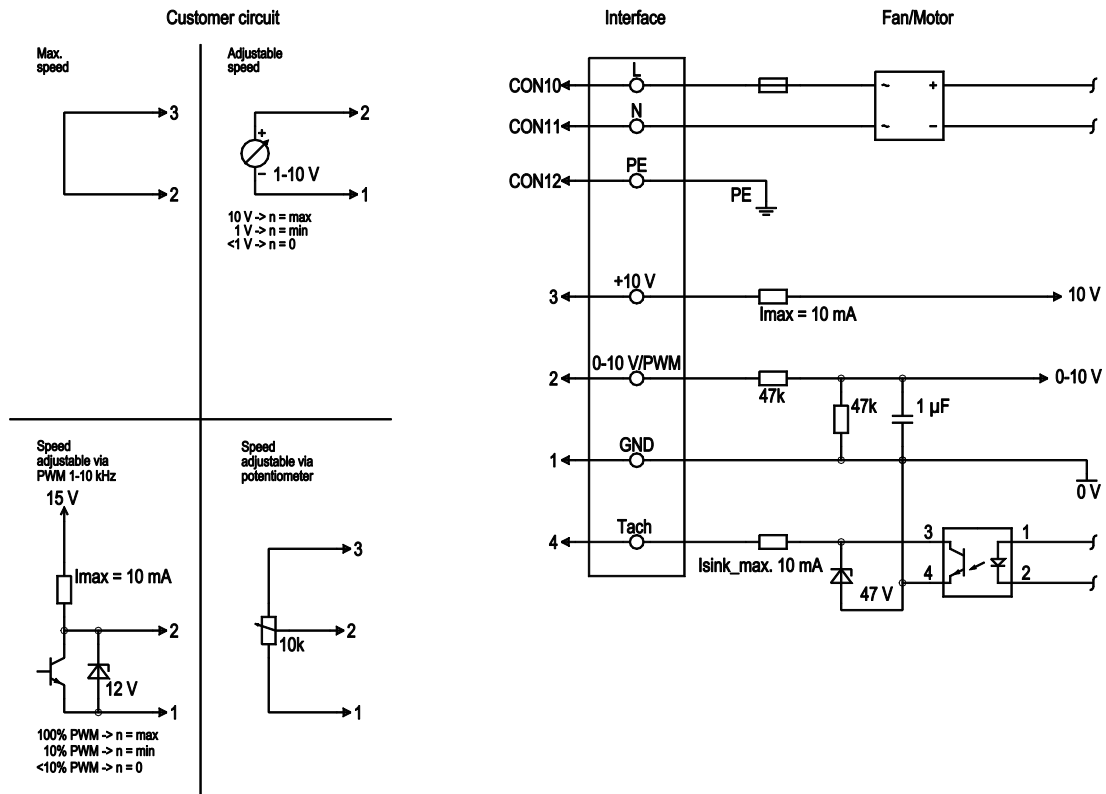 Customer circuit
Interface
Fan/Motor
Max.
speed
3
2
Adjustable
speed
2
+
–
1-10 V
1
10 V -> n = max
1 V -> n = min
<1 V -> n = 0
Speed
adjustable via
PWM 1-10 kHz
15 V
Imax = 10 mA
2
12 V
1
100% PWM -> n = max
10% PWM -> n = min
<10% PWM -> n = 0
Speed
adjustable via
potentiometer
3
2
10k
1
L
CON10
~ +
N
CON11
~ –
PE
CON12
PE
+10 V
3
10 V
Imax = 10 mA
0-10 V/PWM
2
0-10 V
47k
47k
1 µF
GND
1
0 V
Tach
4
3
1
Isink_max. 10 mA
4
2
47 V